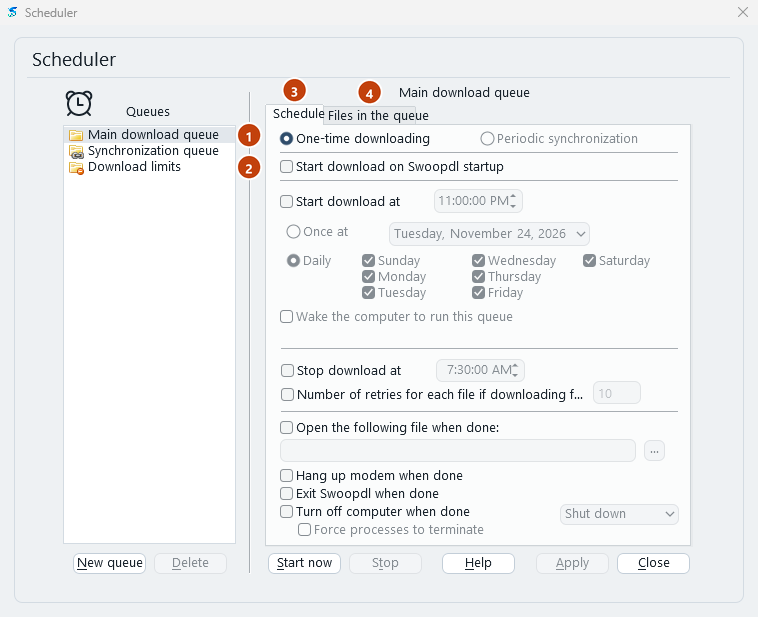 Scheduler
Scheduler
Queues
Main download queue
Synchronization queue
Download limits
New queue
Delete
1
2
3
4
Main download queue
Schedule
Files in the queue
One-time downloading
Periodic synchronization
Start download on Swoopdl startup
Start download at
11:00:00 PM
Once at
Tuesday, November 24, 2026
Daily
Sunday
Wednesday
Saturday
Monday
Thursday
Tuesday
Friday
Wake the computer to run this queue
Stop download at
7:30:00 AM
Number of retries for each file if downloading f...
10
Open the following file when done:
...
Hang up modem when done
Exit Swoopdl when done
Turn off computer when done
Shut down
Force processes to terminate
Start now
Stop
Help
Apply
Close